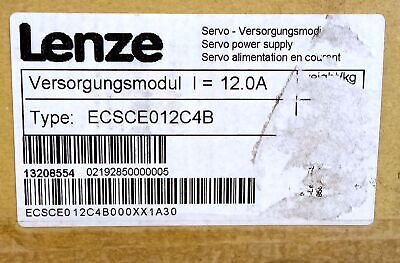 Lenze
Servo - Versorgungsmodul
Servo power supply
Servo alimentation en courant
Versorgungsmodul I = 12.0A
Type: ECSCE012C4B
13208554 02192850000005
ECSCE012C4B000XX1A30